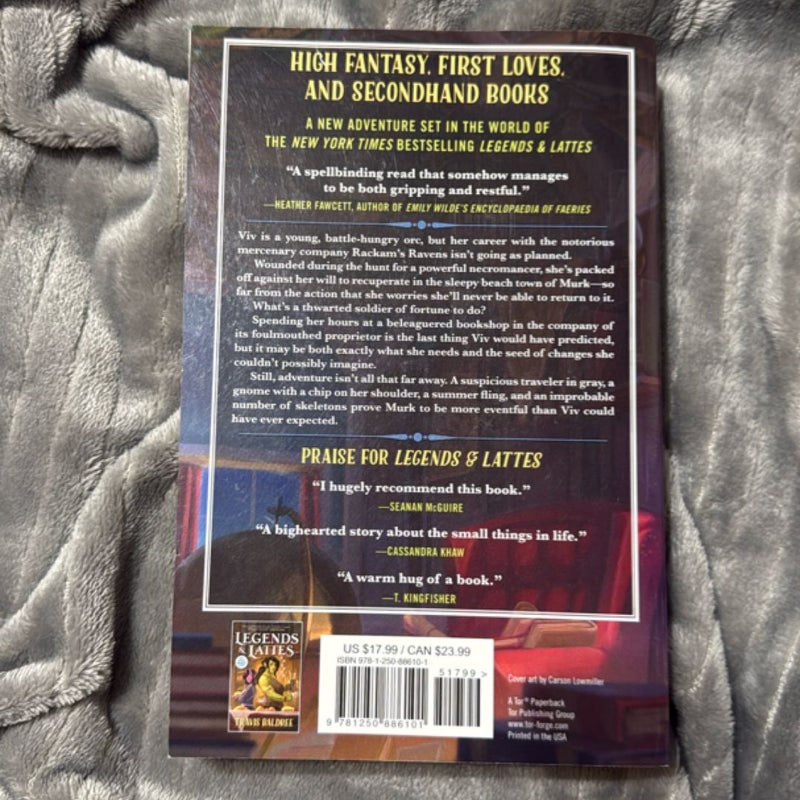 HIGH FANTASY, FIRST LOVES,
AND SECONDHAND BOOKS
A NEW ADVENTURE SET IN THE WORLD OF
THE NEW YORK TIMES BESTSELLING LEGENDS & LATTES
“A spellbinding read that somehow manages
to be both gripping and restful.”
—HEATHER FAWCETT, AUTHOR OF EMILY WILDE'S ENCYCLOPAEDIA OF FAERIES
Viv is a young, battle-hungry orc, but her career with the notorious
mercenary company Rackam's Ravens isn't going as planned.
Wounded during the hunt for a powerful necromancer, she's packed
off against her will to recuperate in the sleepy beach town of Murk—so
far from the action that she worries she'll never be able to return to it.
What's a thwarted soldier of fortune to do?
Spending her hours at a beleaguered bookshop in the company of
its foulmouthed proprietor is the last thing Viv would have predicted,
but it may be both exactly what she needs and the seed of changes she
couldn't possibly imagine.
Still, adventure isn't all that far away. A suspicious traveler in gray, a
gnome with a chip on her shoulder, a summer fling, and an improbable
number of skeletons prove Murk to be more eventful than Viv could
have ever expected.
PRAISE FOR LEGENDS & LATTES
“I hugely recommend this book.”
—SEANAN McGUIRE
“A bighearted story about the small things in life.”
—CASSANDRA KHAW
“A warm hug of a book.”
—T. KINGFISHER
LEGENDS
& LATTES
TRAVIS BALDREE
US $17.99 / CAN $23.99
ISBN 978-1-250-88610-1
51799>
9 781250 886101
Cover art by Carson Lowmiller
A Tor® Paperback
Tor Publishing Group
www.tor-forge.com
Printed in the USA